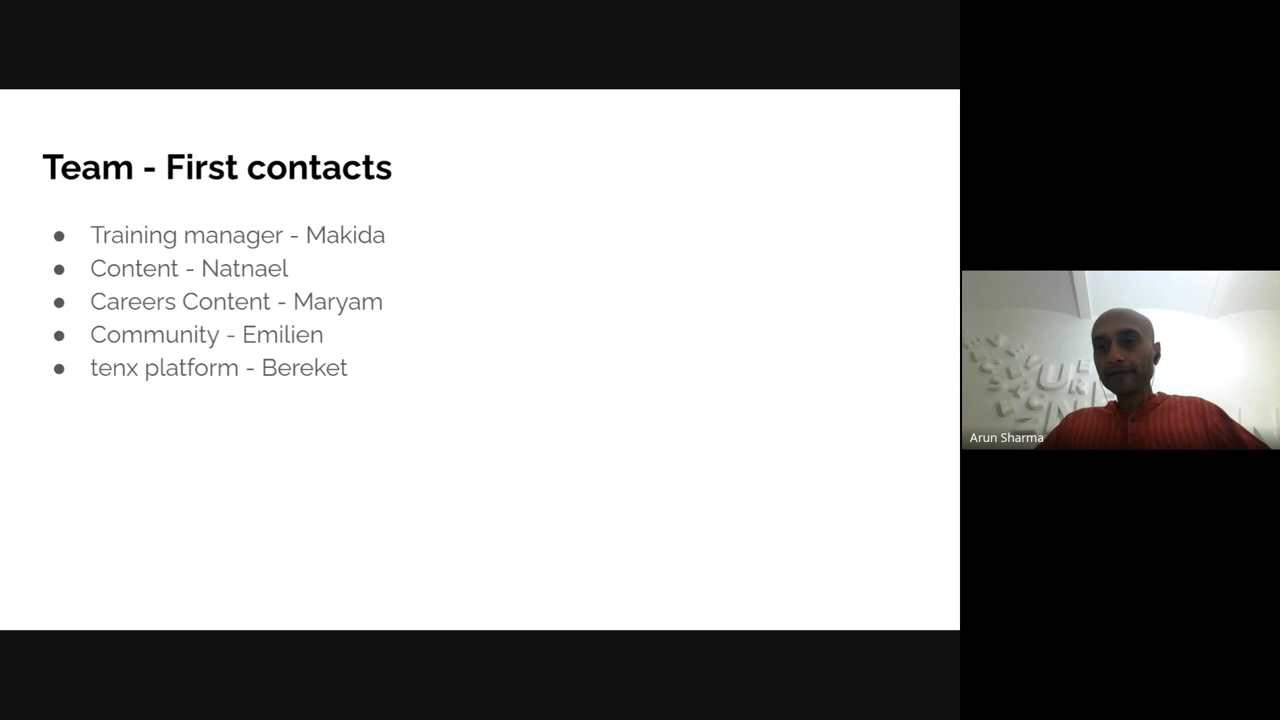 Team - First contacts
● Training manager - Makida
● Content - Natnael
● Careers Content - Maryam
● Community - Emilien
● tenx platform - Bereket
Arun Sharma